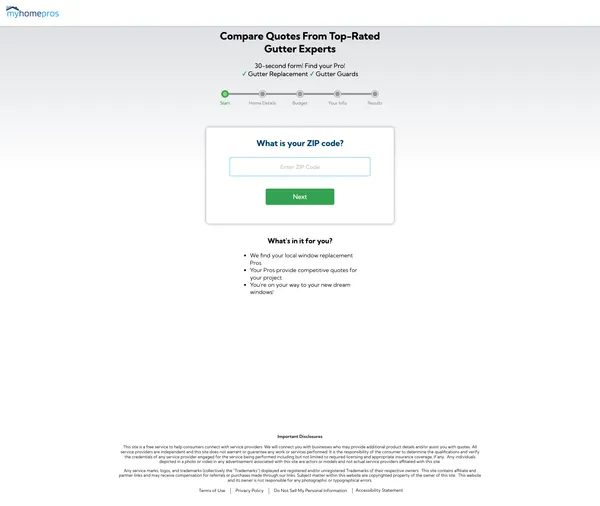 myhomepros
Compare Quotes From Top-Rated
Gutter Experts
30-second form! Find your Pro!
✓ Gutter Replacement ✓ Gutter Guards
Start Home Details Budget Your Info Results
What is your ZIP code?
Enter ZIP Code
Next
What's in it for you?
• We find your local window replacement
Pros
• Your Pros provide competitive quotes for
your project
• You're on your way to your new dream
windows!
Important Disclosures
This site is a free service to help consumers connect with service providers. We will connect you with businesses who may provide additional product details and/or assist you with quotes. All
service providers are independent and this site does not warrant or guarantee any work or services performed. It is the responsibility of the consumer to determine the qualifications and verify
the credentials of any service provider engaged for the service being performed including but not limited to required licensing and appropriate insurance coverage, if any. Any individuals
depicted in a photo or video in any advertisement associated with this site are actors or models and not actual service providers affiliated with this site.
Any service marks, logos, and trademarks (collectively the "Trademarks") displayed are registered and/or unregistered Trademarks of their respective owners. This site contains affiliate and
partner links and may receive compensation for referrals or purchases made through our links. Subject matter within this website are copyrighted property of the owner of this site. This website
and its owner is not responsible for any photographic or typographical errors.
Terms of Use | Privacy Policy | Do Not Sell My Personal Information | Accessibility Statement